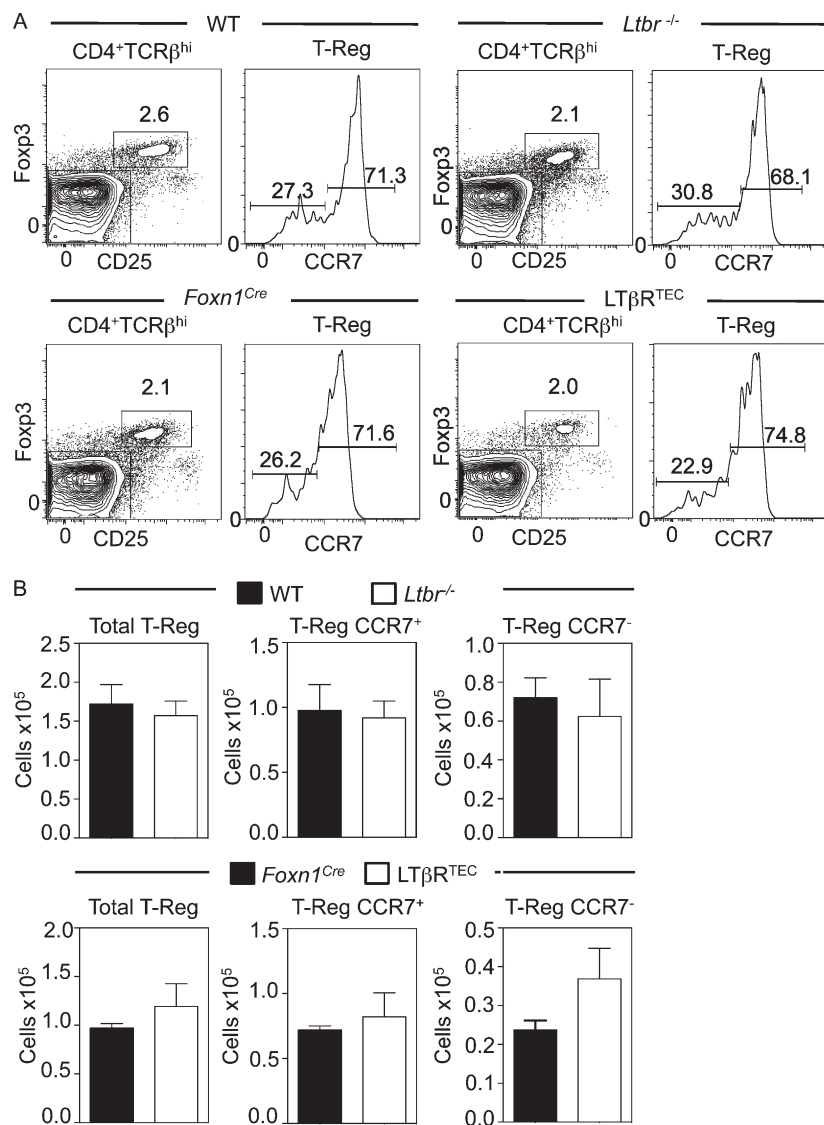 A
WT
Ltbr -/-
CD4+TCRβhi
T-Reg
CD4+TCRβhi
T-Reg
2.6
27.3
71.3
2.1
30.8
68.1
Foxp3
0
0
CD25
0
0
CCR7
Foxp3
0
0
CD25
0
0
CCR7
Foxn1Cre
LTβRTEC
CD4+TCRβhi
T-Reg
CD4+TCRβhi
T-Reg
2.1
26.2
71.6
2.0
22.9
74.8
Foxp3
0
0
CD25
0
0
CCR7
Foxp3
0
0
CD25
0
0
CCR7
B
WT
Ltbr-/-
Total T-Reg
Cells x10⁵
2.5
2.0
1.5
1.0
0.5
0.0
T-Reg CCR7+
Cells x10⁵
1.5
1.0
0.5
0.0
T-Reg CCR7-
Cells x10⁵
1.0
0.8
0.6
0.4
0.2
0.0
Foxn1Cre
LTβRTEC
Total T-Reg
Cells x10⁵
2.0
1.5
1.0
0.5
0.0
T-Reg CCR7+
Cells x10⁵
1.5
1.0
0.5
0.0
T-Reg CCR7-
Cells x10⁵
0.5
0.4
0.3
0.2
0.1
0.0